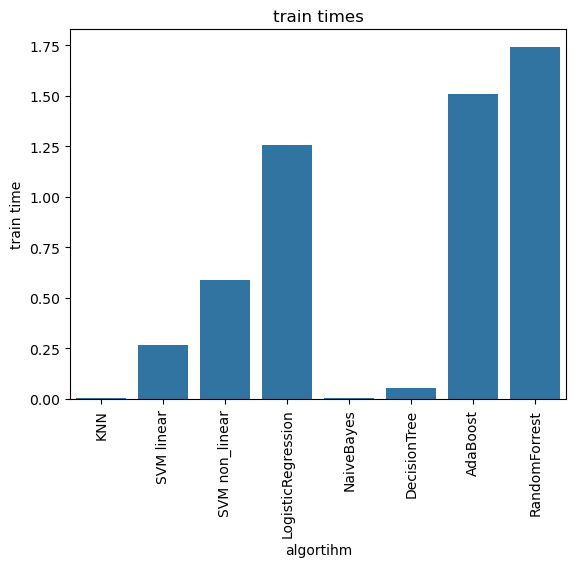 train times
train time
1.75
1.50
1.25
1.00
0.75
0.50
0.25
0.00
KNN
SVM linear
SVM non_linear
LogisticRegression
NaiveBayes
DecisionTree
AdaBoost
RandomForrest
algortihm